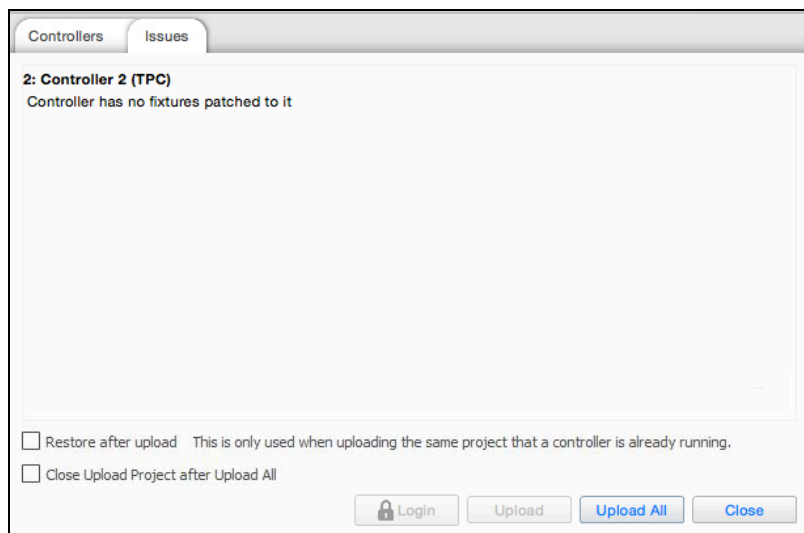 Controllers
Issues
2: Controller 2 (TPC)
Controller has no fixtures patched to it
Restore after upload This is only used when uploading the same project that a controller is already running.
Close Upload Project after Upload All
Login
Upload
Upload All
Close